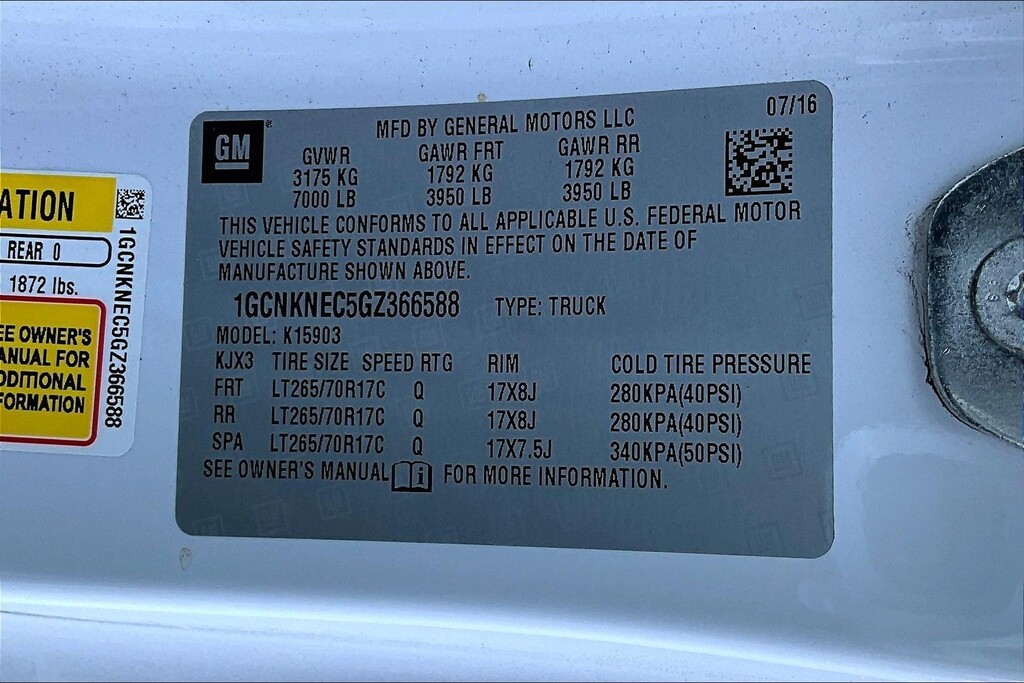 ATION
REAR 0
1872 lbs.
EE OWNER'S
ANUAL FOR
DDITIONAL
FORMATION
1GCNKNEC5GZ366588
GM
®
MFD BY GENERAL MOTORS LLC
07/16
GVWR GAWR FRT GAWR RR
3175 KG 1792 KG 1792 KG
7000 LB 3950 LB 3950 LB
THIS VEHICLE CONFORMS TO ALL APPLICABLE U.S. FEDERAL MOTOR
VEHICLE SAFETY STANDARDS IN EFFECT ON THE DATE OF
MANUFACTURE SHOWN ABOVE.
1GCNKNEC5GZ366588 TYPE: TRUCK
MODEL: K15903
KJX3 TIRE SIZE SPEED RTG RIM COLD TIRE PRESSURE
FRT LT265/70R17C Q 17X8J 280KPA(40PSI)
RR LT265/70R17C Q 17X8J 280KPA(40PSI)
SPA LT265/70R17C Q 17X7.5J 340KPA(50PSI)
SEE OWNER'S MANUAL i FOR MORE INFORMATION.